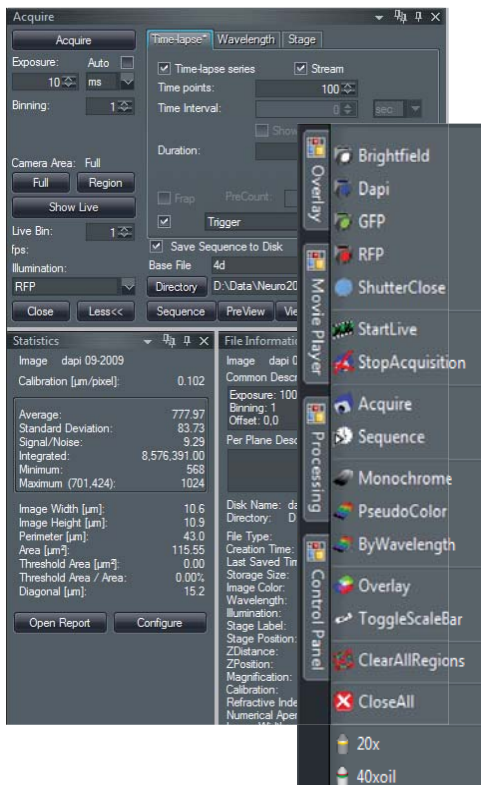 Acquire
Acquire
Time-lapse* Wavelength Stage
Exposure: Auto
10 ms
Binning: 1
Camera Area: Full
Full Region
Show Live
Live Bin: 1
fps:
Illumination:
RFP
Close Less<<
Time-lapse series Stream
Time points: 100
Time Interval: 0 sec
Show
Duration:
Frap PreCount:
Trigger
Save Sequence to Disk
Base File 4d
Directory D:\Data\Neuro20
Sequence PreView Vie
Statistics
Image dapi 09-2009
Calibration [µm/pixel]: 0.102
Average: 777.97
Standard Deviation: 83.73
Signal/Noise: 9.29
Integrated: 8,576,391.00
Minimum: 568
Maximum (701,424): 1024
Image Width [µm]: 10.6
Image Height [µm]: 10.9
Perimeter [µm]: 43.0
Area [µm²]: 115.55
Threshold Area [µm²]: 0.00
Threshold Area / Area: 0.00%
Diagonal [µm]: 15.2
Open Report Configure
File Informatio
Image dapi 0
Common Descr
Exposure: 100
Binning: 1
Offset: 0,0
Per Plane Desc
Disk Name: da
Directory: D
File Type:
Creation Time:
Last Saved Tim
Storage Size:
Image Color:
Wavelength:
Illumination:
Stage Label:
Stage Position:
ZDistance:
ZPosition:
Magnification:
Calibration:
Refractive Inde
Numerical Aper
Overlay
Movie Player
Processing
Control Panel
Brightfield
Dapi
GFP
RFP
ShutterClose
StartLive
StopAcquisition
Acquire
Sequence
Monochrome
PseudoColor
ByWavelength
Overlay
ToggleScaleBar
ClearAllRegions
CloseAll
20x
40xoil